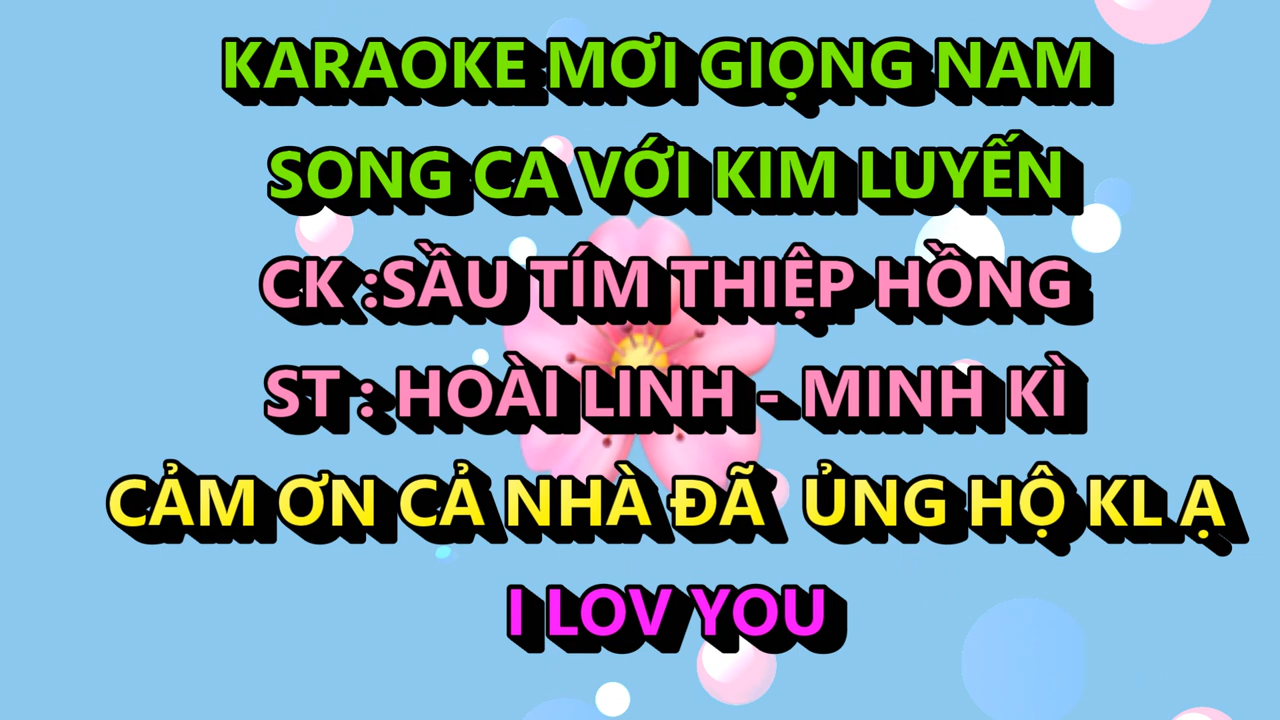 KARAOKE MƠI GIỌNG NAM
SONG CA VỚI KIM LUYẾN
CK :SẦU TÍM THIỆP HỒNG
ST : HOÀI LINH - MINH KÌ
CẢM ƠN CẢ NHÀ ĐÃ  ỦNG HỘ KL Ạ
I LOV YOU